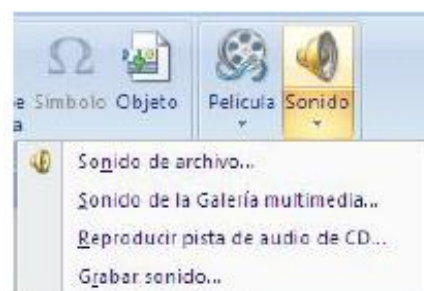 e Símbolo Objeto Película Sonido
a
Sonido de archivo...
Sonido de la Galería multimedia...
Reproducir pista de audio de CD...
Grabar sonido...